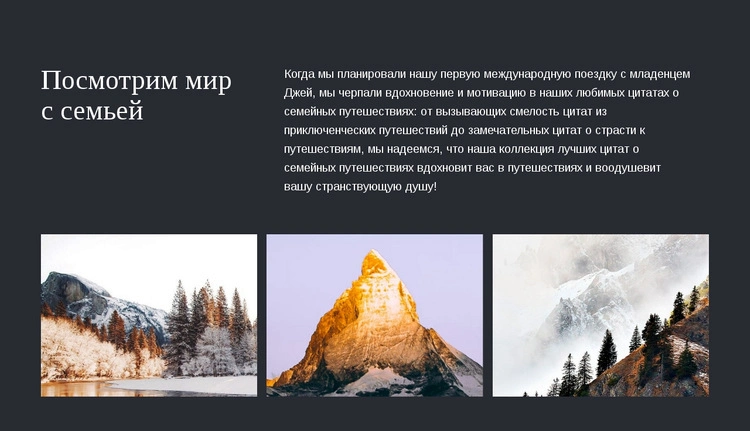 Посмотрим мир
с семьей
Когда мы планировали нашу первую международную поездку с младенцем
Джей, мы черпали вдохновение и мотивацию в наших любимых цитатах о
семейных путешествиях: от вызывающих смелость цитат из
приключенческих путешествий до замечательных цитат о страсти к
путешествиям, мы надеемся, что наша коллекция лучших цитат о
семейных путешествиях вдохновит вас в путешествиях и воодушевит
вашу странствующую душу!